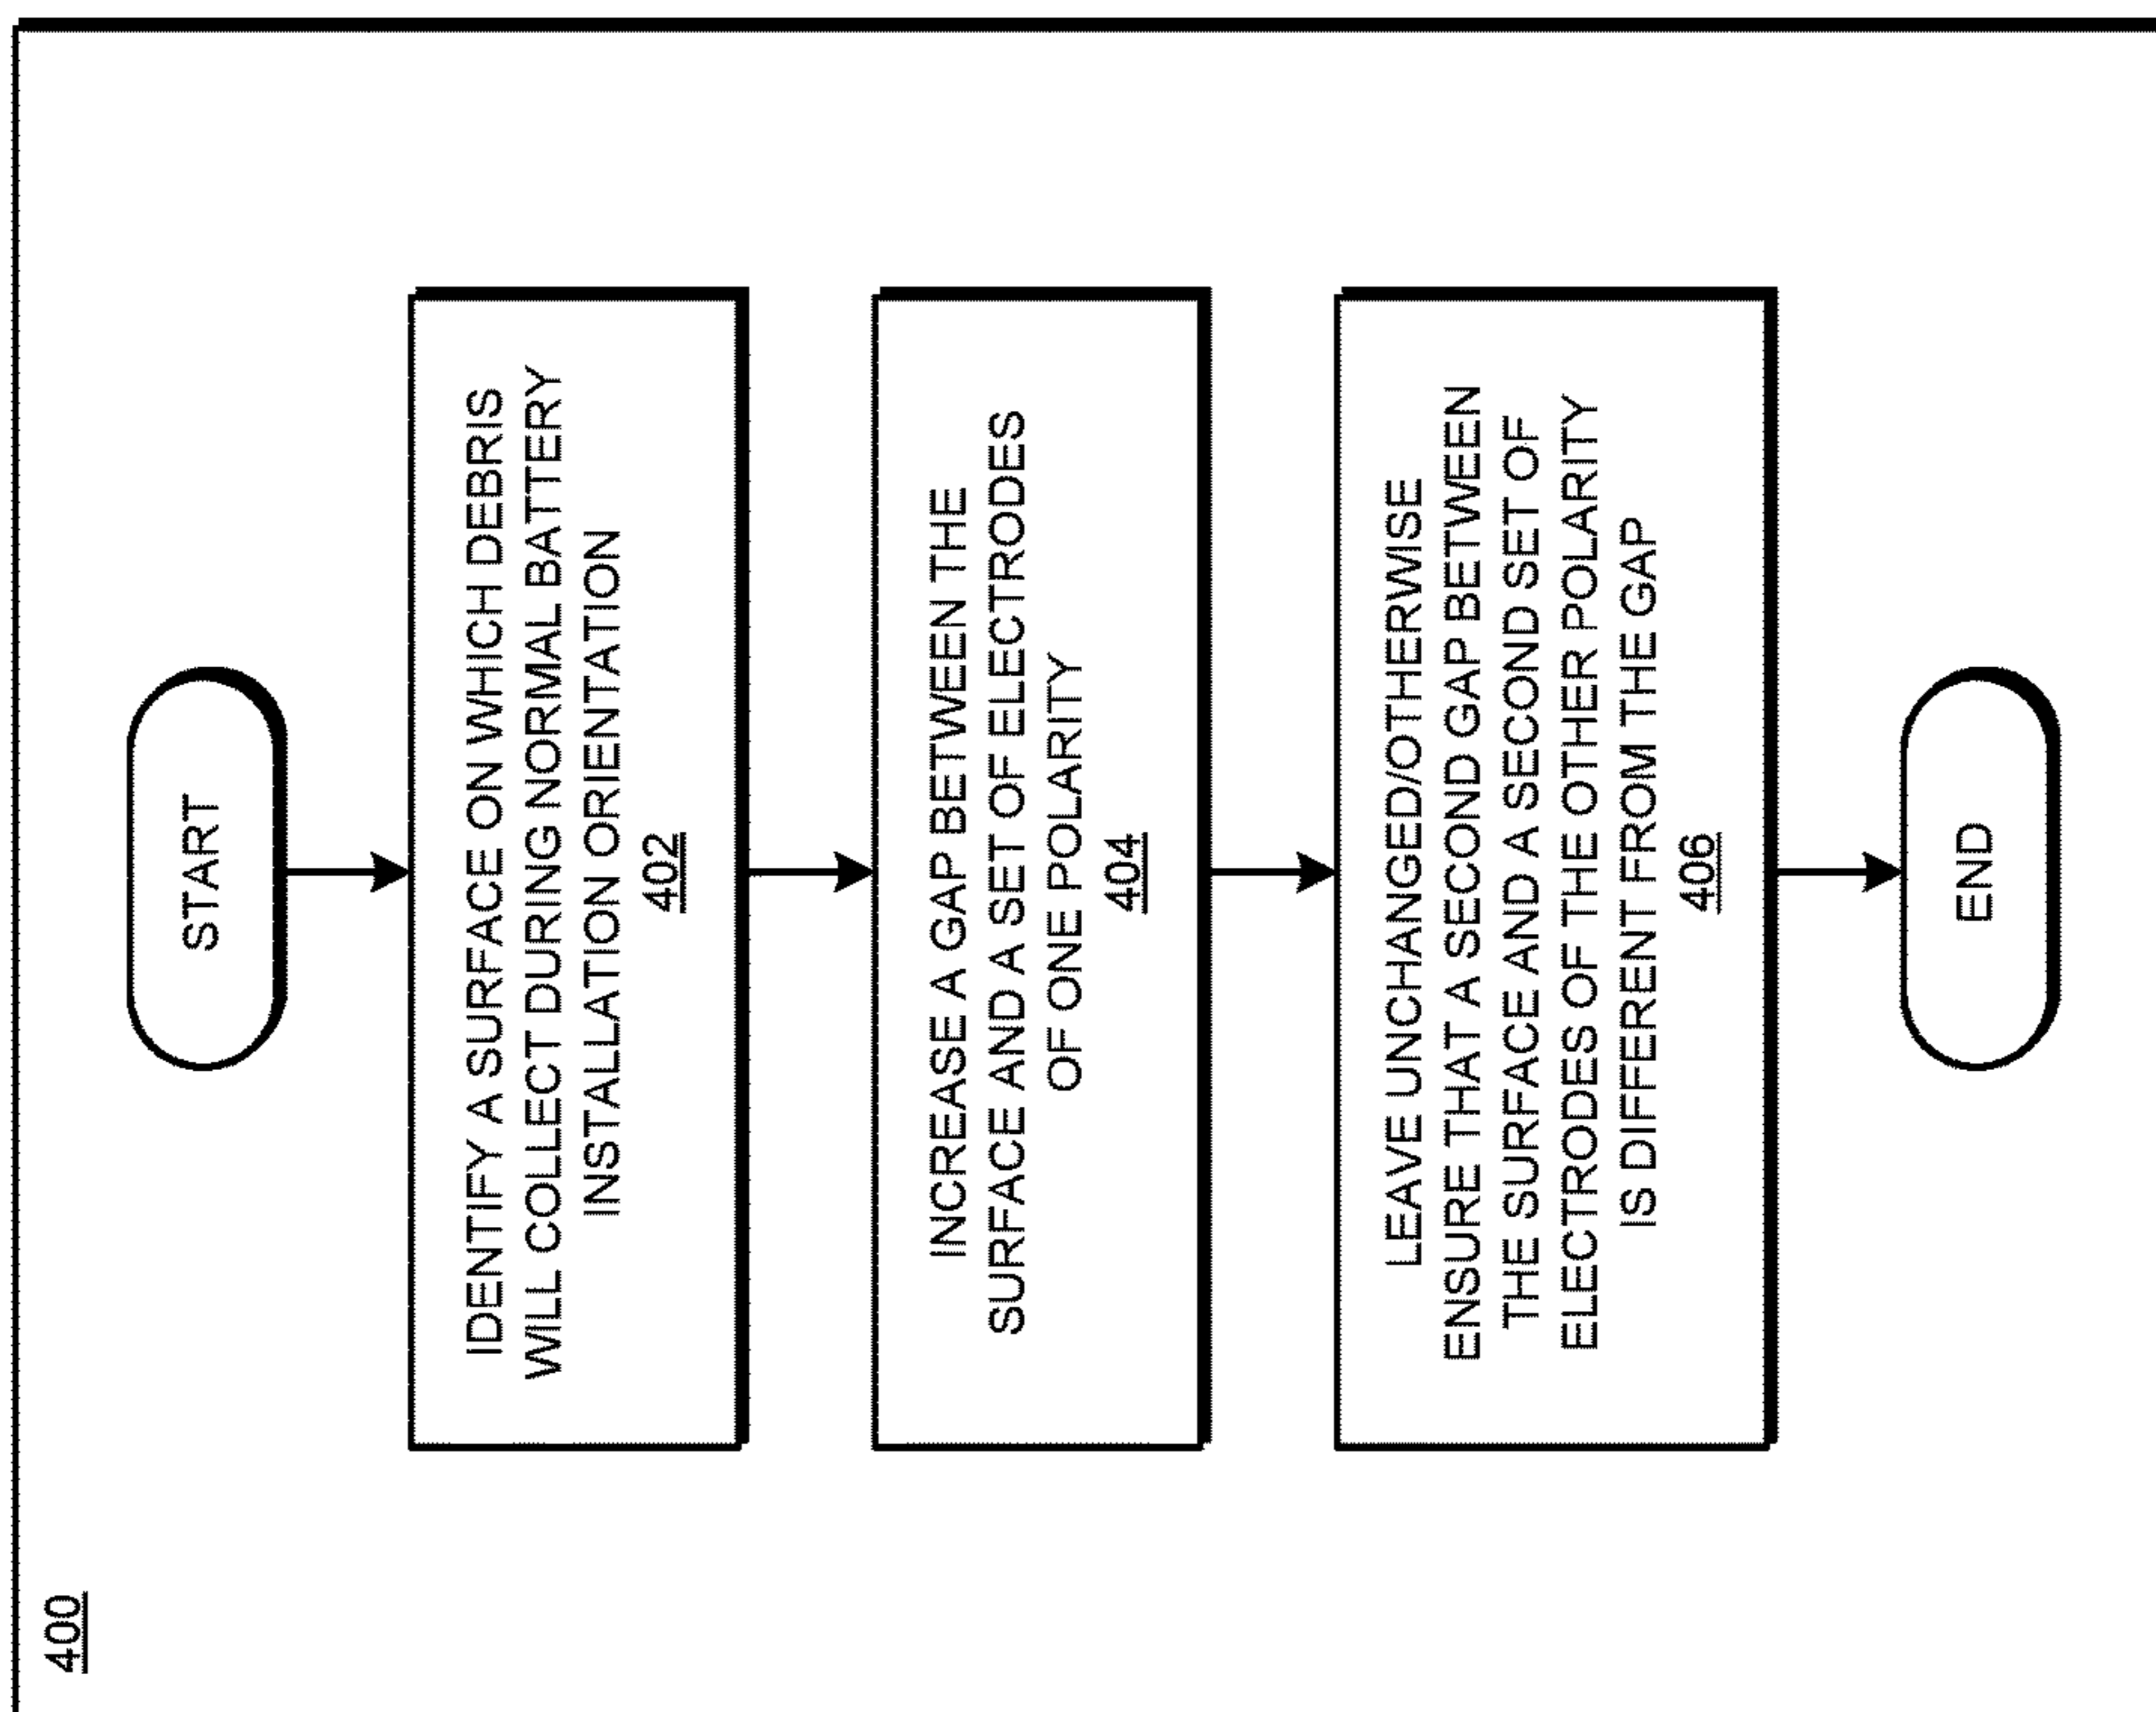 400
START
IDENTIFY A SURFACE ON WHICH DEBRIS
WILL COLLECT DURING NORMAL BATTERY
INSTALLATION ORIENTATION
402
INCREASE A GAP BETWEEN THE
SURFACE AND A SET OF ELECTRODES
OF ONE POLARITY
404
LEAVE UNCHANGED/OTHERWISE
ENSURE THAT A SECOND GAP BETWEEN
THE SURFACE AND A SECOND SET OF
ELECTRODES OF THE OTHER POLARITY
IS DIFFERENT FROM THE GAP
406
END